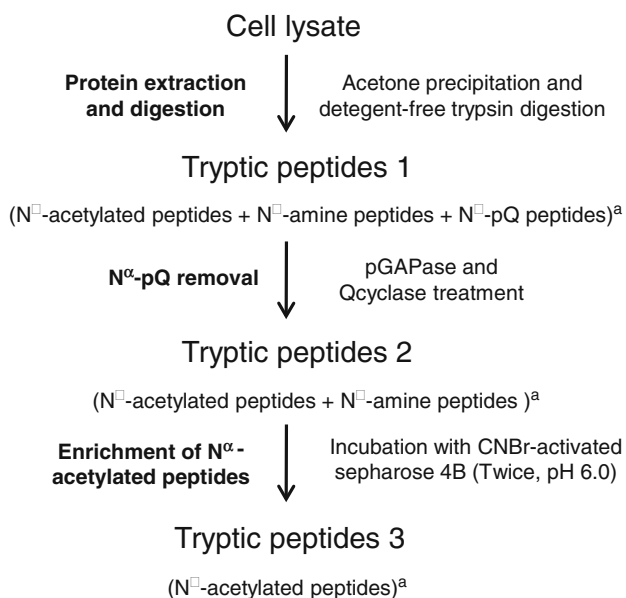 Cell lysate
Protein extraction and digestion
Acetone precipitation and detegent-free trypsin digestion
Tryptic peptides 1
(N□-acetylated peptides + N□-amine peptides + N□-pQ peptides)a
Nα-pQ removal
pGAPase and Qcyclase treatment
Tryptic peptides 2
(N□-acetylated peptides + N□-amine peptides )a
Enrichment of Nα-acetylated peptides
Incubation with CNBr-activated sepharose 4B (Twice, pH 6.0)
Tryptic peptides 3
(N□-acetylated peptides)a